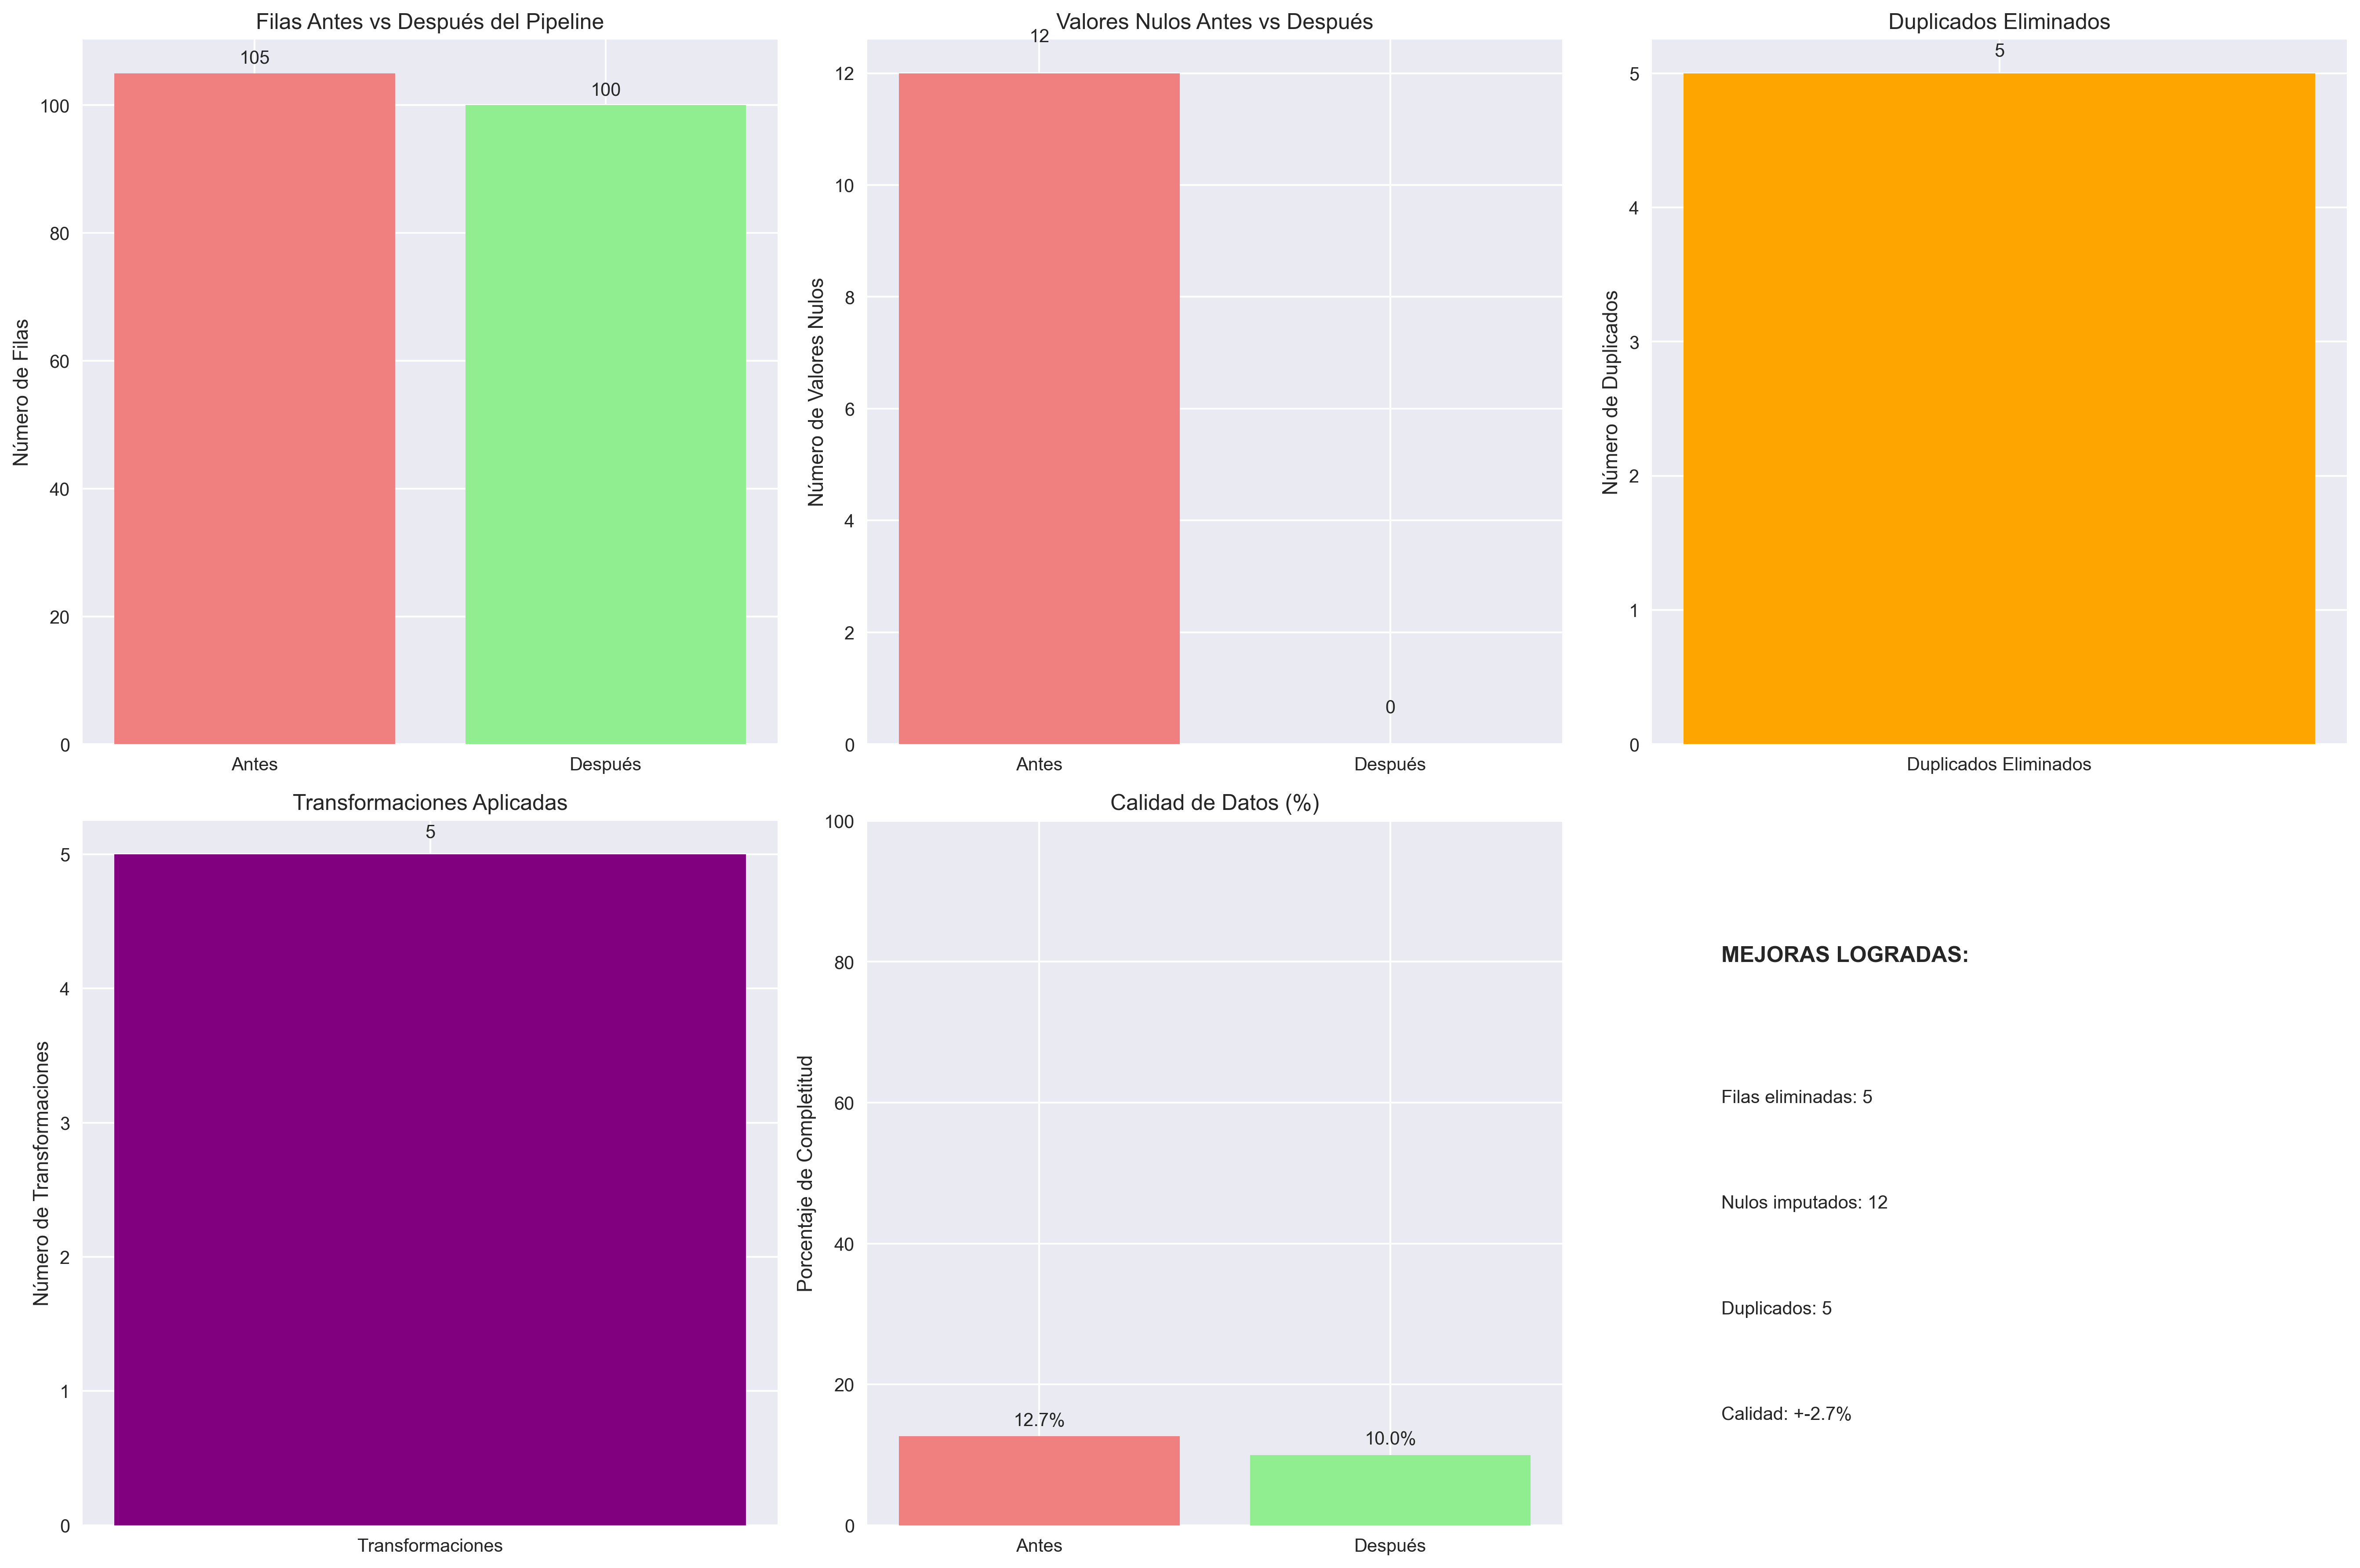 Filas Antes vs Después del Pipeline
105
100
Número de Filas
100
80
60
40
20
0
Antes
Después
Valores Nulos Antes vs Después
12
0
Número de Valores Nulos
12
10
8
6
4
2
0
Antes
Después
Duplicados Eliminados
5
Número de Duplicados
5
4
3
2
1
0
Duplicados Eliminados
Transformaciones Aplicadas
5
Número de Transformaciones
5
4
3
2
1
0
Transformaciones
Calidad de Datos (%)
Porcentaje de Completitud
100
80
60
40
20
0
12.7%
10.0%
Antes
Después
MEJORAS LOGRADAS:
Filas eliminadas: 5
Nulos imputados: 12
Duplicados: 5
Calidad: +-2.7%